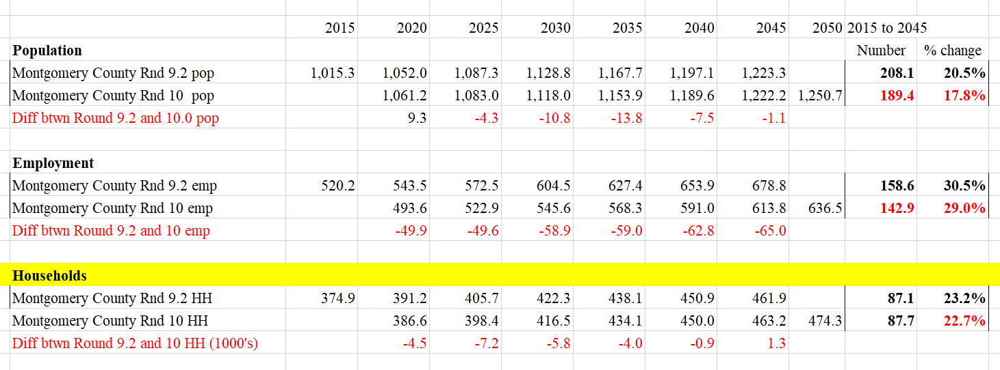 2015 2020 2025 2030 2035 2040 2045 2050 2015 to 2045
Population Number % change
Montgomery County Rnd 9.2 pop 1,015.3 1,052.0 1,087.3 1,128.8 1,167.7 1,197.1 1,223.3 208.1 20.5%
Montgomery County Rnd 10 pop 1,061.2 1,083.0 1,118.0 1,153.9 1,189.6 1,222.2 1,250.7 189.4 17.8%
Diff btwn Round 9.2 and 10.0 pop 9.3 -4.3 -10.8 -13.8 -7.5 -1.1
Employment
Montgomery County Rnd 9.2 emp 520.2 543.5 572.5 604.5 627.4 653.9 678.8 158.6 30.5%
Montgomery County Rnd 10 emp 493.6 522.9 545.6 568.3 591.0 613.8 636.5 142.9 29.0%
Diff btwn Round 9.2 and 10 emp -49.9 -49.6 -58.9 -59.0 -62.8 -65.0
Households
Montgomery County Rnd 9.2 HH 374.9 391.2 405.7 422.3 438.1 450.9 461.9 87.1 23.2%
Montgomery County Rnd 10 HH 386.6 398.4 416.5 434.1 450.0 463.2 474.3 87.7 22.7%
Diff btwn Round 9.2 and 10 HH (1000's) -4.5 -7.2 -5.8 -4.0 -0.9 1.3